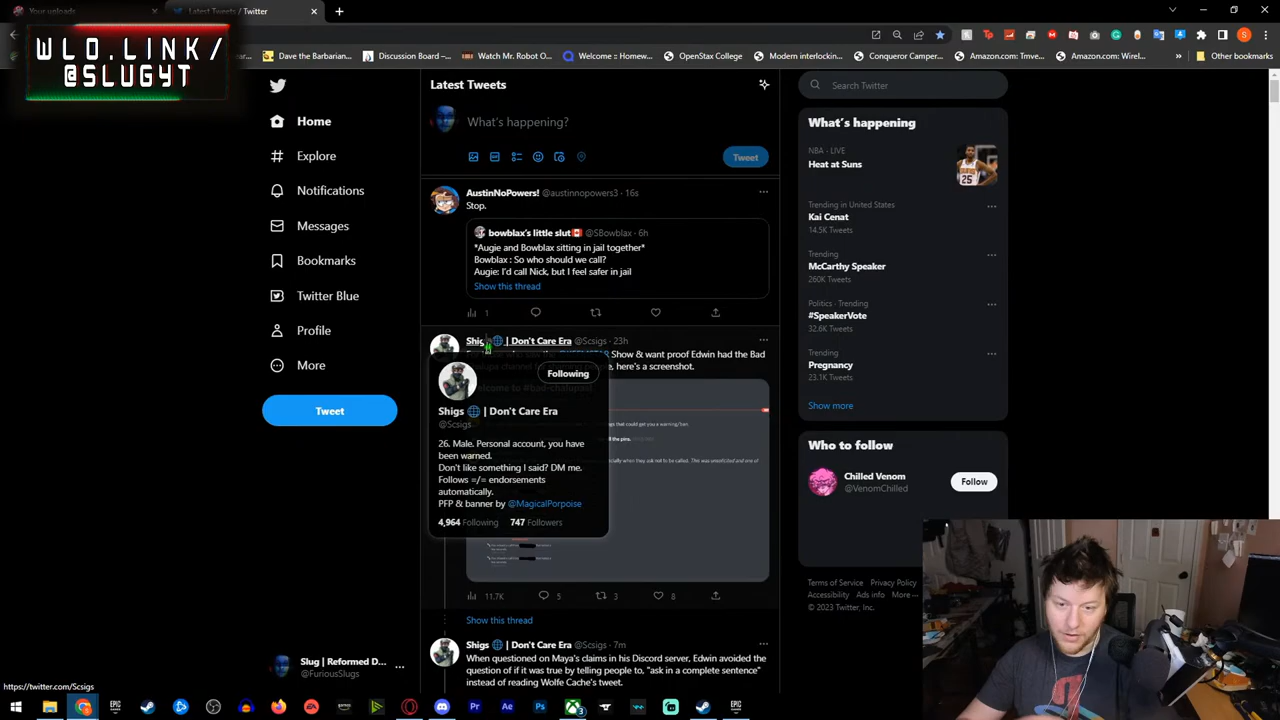 Your uploads
Latest Tweets / Twitter
WLO.LINK/
@SLUGYT
Dave the Barbarian...
Discussion Board -...
Watch Mr. Robot O...
Welcome :: Homew...
OpenStax College
Modern interlockin...
Conqueror Camper...
Amazon.com: Tmve...
Amazon.com: Wirel...
Other bookmarks
Home
Explore
Notifications
Messages
Bookmarks
Twitter Blue
Profile
More
Tweet
Slug | Reformed D...
@FuriousSlugs
https://twitter.com/Scsigs
Latest Tweets
What's happening?
Tweet
AustinNoPowers! @austinnopowers3 · 16s
Stop.
bowblax's little slut @SBowblax · 6h
*Augie and Bowblax sitting in jail together*
Bowblax : So who should we call?
Augie: I'd call Nick, but I feel safer in jail
Show this thread
1
Shigs | Don't Care Era @Scsigs · 23h
Show & want proof Edwin had the Bad
here's a screenshot.
Following
Shigs | Don't Care Era
@Scsigs
26. Male. Personal account, you have
been warned.
Don't like something I said? DM me.
Follows =/= endorsements
automatically.
PFP & banner by @MagicalPorpoise
4,964 Following 747 Followers
11.7K 5 3 8
Show this thread
Shigs | Don't Care Era @Scsigs · 7m
When questioned on Maya's claims in his Discord server, Edwin avoided the
question of if it was true by telling people to, "ask in a complete sentence"
instead of reading Wolfe Cache's tweet.
Search Twitter
What's happening
NBA · LIVE
Heat at Suns
Trending in United States
Kai Cenat
14.5K Tweets
Trending
McCarthy Speaker
260K Tweets
Politics · Trending
#SpeakerVote
32.6K Tweets
Trending
Pregnancy
23.1K Tweets
Show more
Who to follow
Chilled Venom
@VenomChilled
Follow
Terms of Service Privacy Policy
Accessibility Ads info More ···
© 2023 Twitter, Inc.